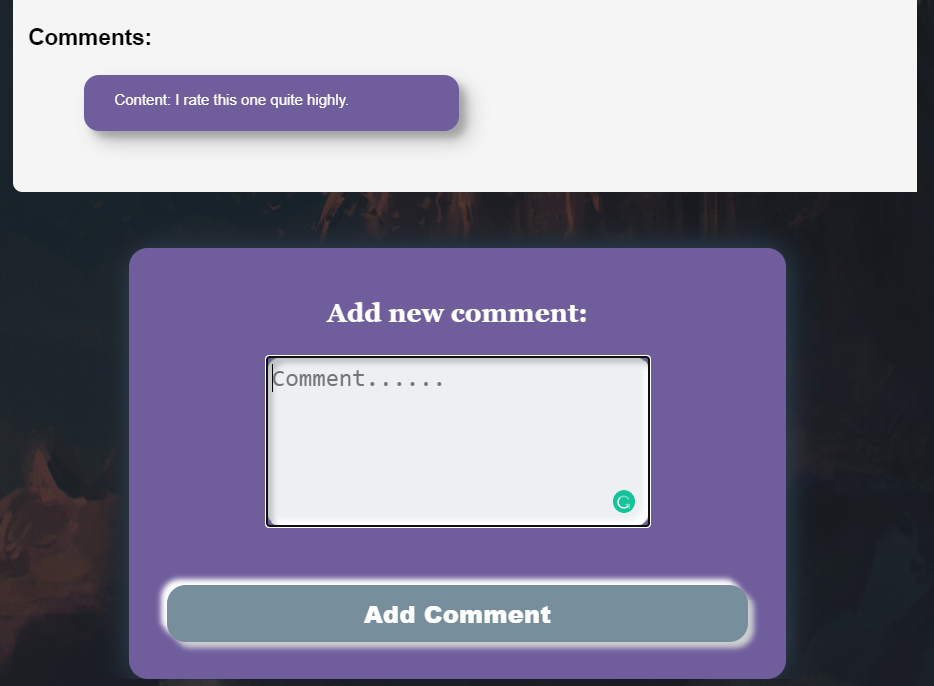 Comments:
Content: I rate this one quite highly.
Add new comment:
Comment......
Add Comment